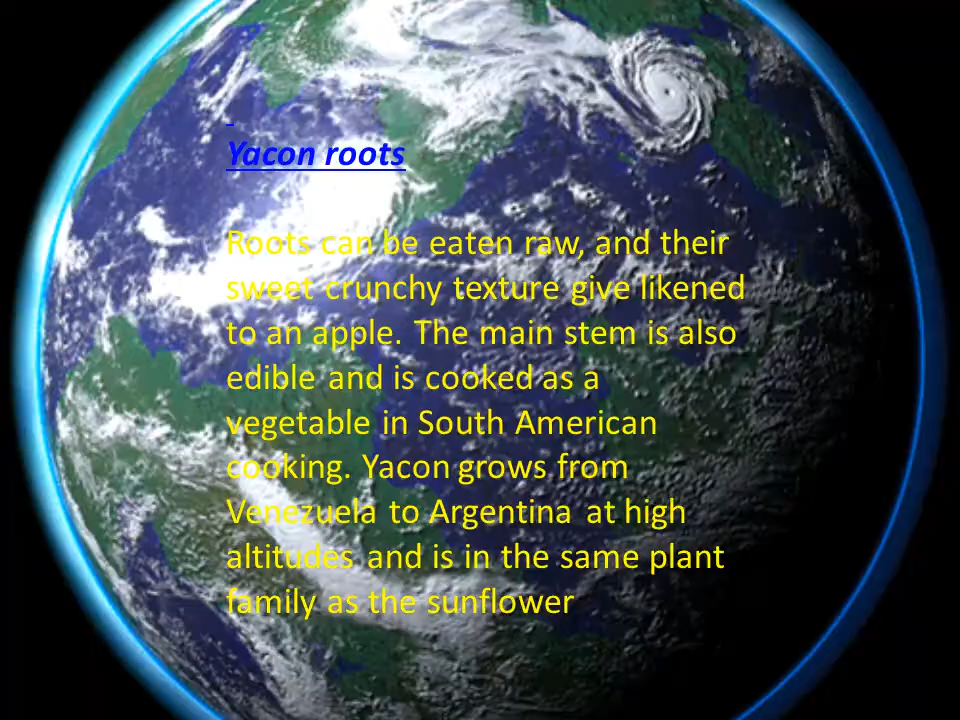 Yacon roots
Roots can be eaten raw, and their
sweet crunchy texture give likened
to an apple. The main stem is also
edible and is cooked as a
vegetable in South American
cooking. Yacon grows from
Venezuela to Argentina at high
altitudes and is in the same plant
family as the sunflower